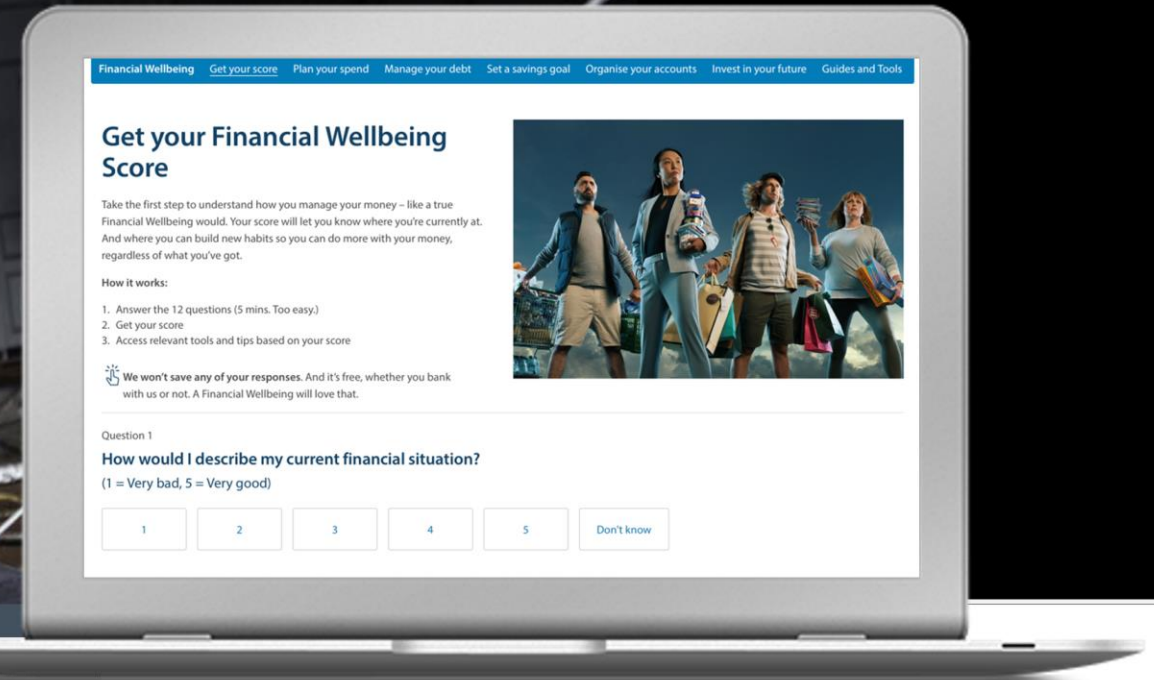 Financial Wellbeing Get your score Plan your spend Manage your debt Set a savings goal Organise your accounts Invest in your future Guides and Tools
Get your Financial Wellbeing
Score
Take the first step to understand how you manage your money – like a true
Financial Wellbeing would. Your score will let you know where you're currently at.
And where you can build new habits so you can do more with your money,
regardless of what you've got.
How it works:
1. Answer the 12 questions (5 mins. Too easy.)
2. Get your score
3. Access relevant tools and tips based on your score
We won't save any of your responses. And it's free, whether you bank
with us or not. A Financial Wellbeing will love that.
Question 1
How would I describe my current financial situation?
(1 = Very bad, 5 = Very good)
1 2 3 4 5 Don't know